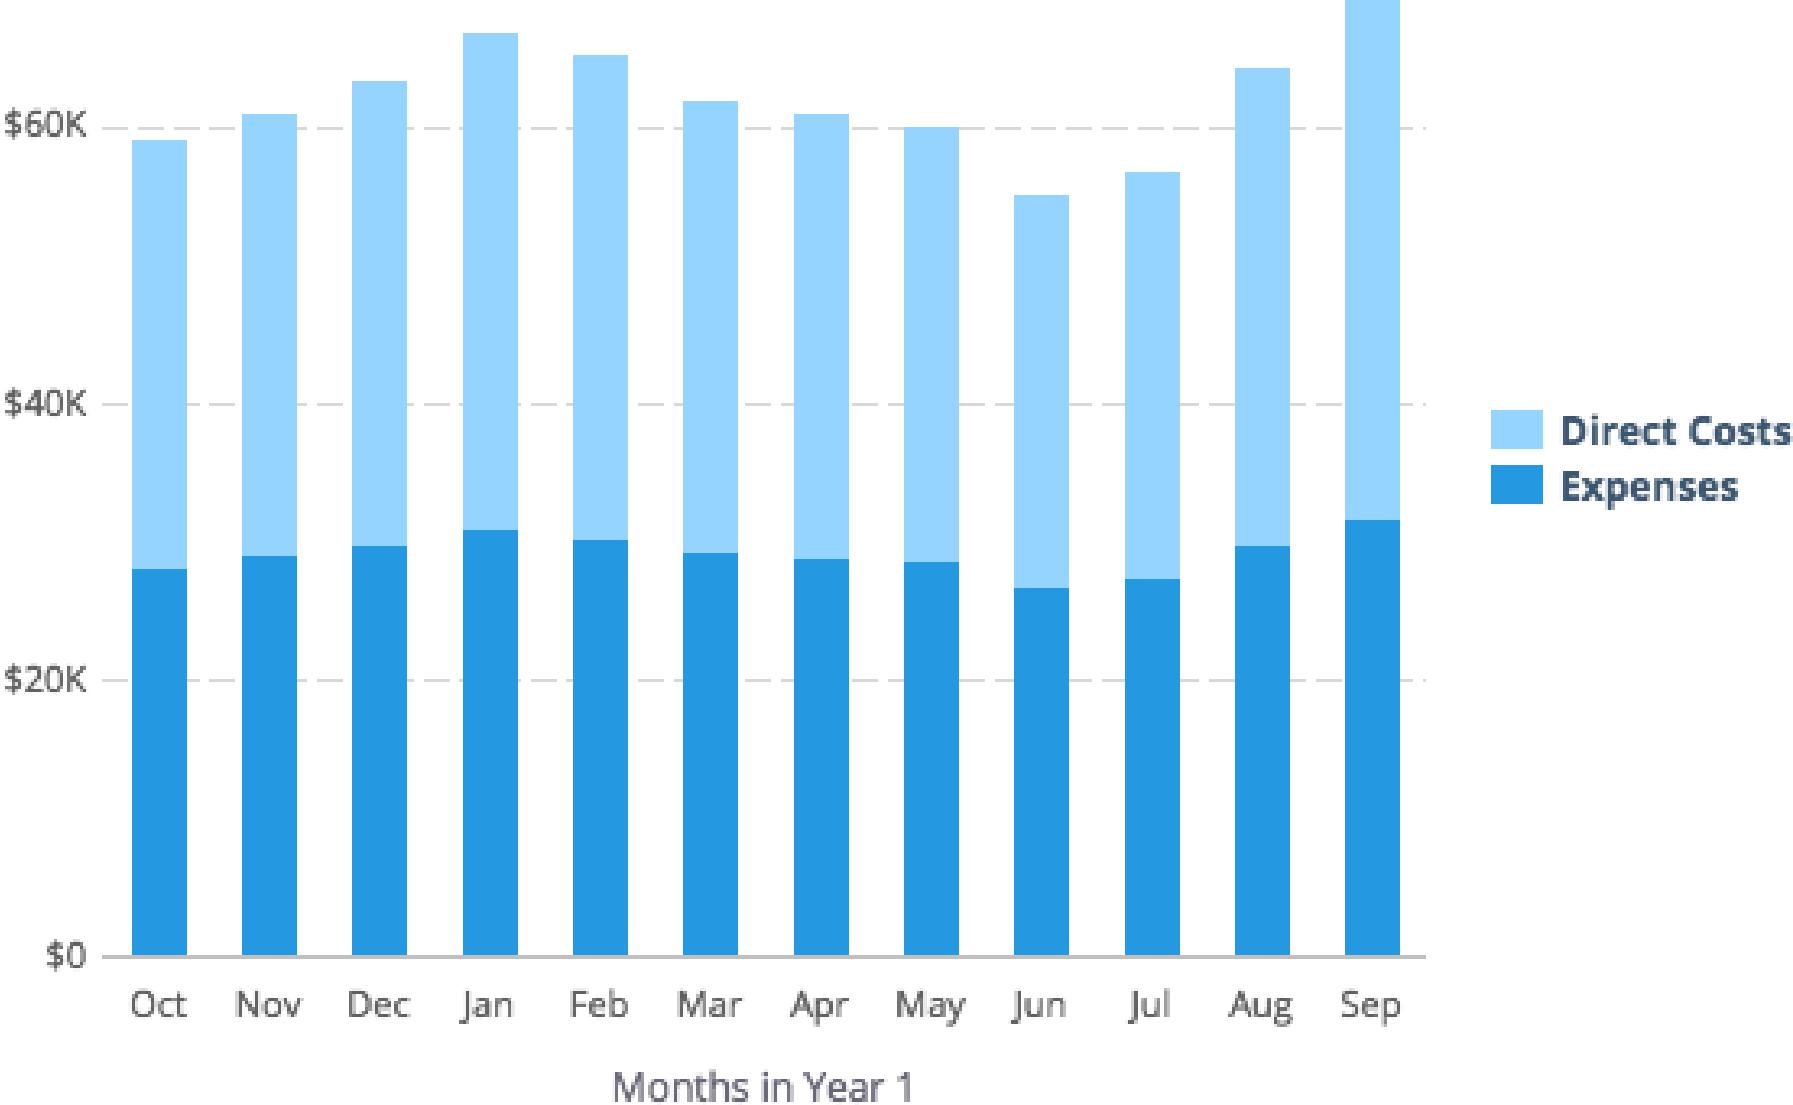 $60K
$40K
$20K
$0
Oct Nov Dec Jan Feb Mar Apr May Jun Jul Aug Sep
Months in Year 1
Direct Costs
Expenses